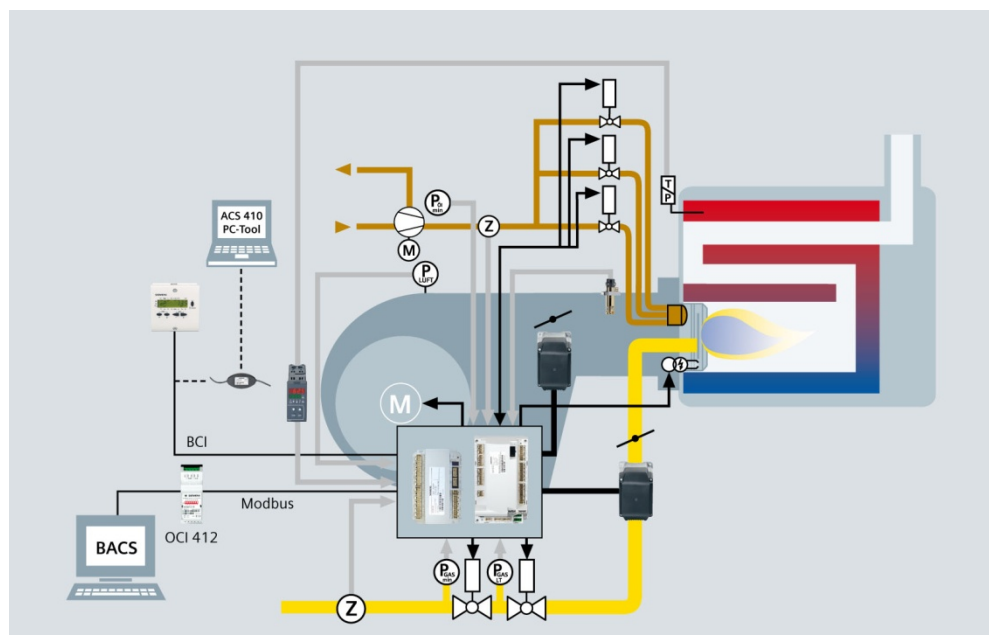 T
P
P
Öl
min
ACS 410
PC-Tool
Z
M
P
LUFT
M
BCI
Modbus
OCI 412
BACS
P
GAS
min
P
GAS
LT
Z